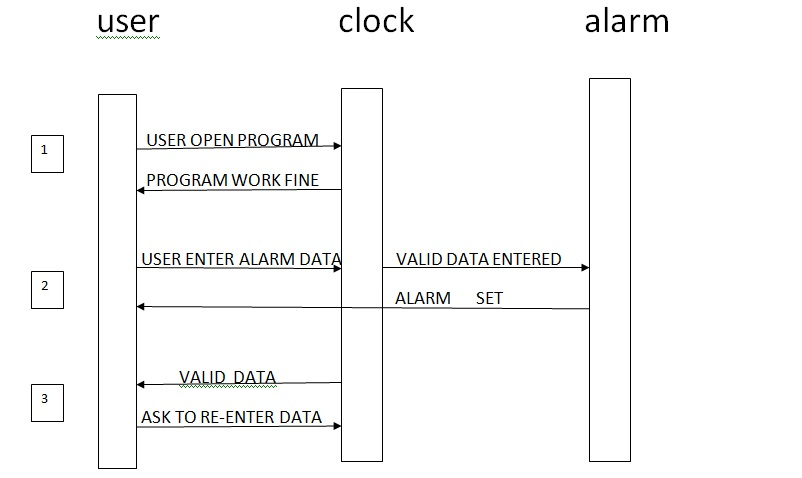 user clock alarm
1
USER OPEN PROGRAM
PROGRAM WORK FINE
USER ENTER ALARM DATA VALID DATA ENTERED
2
ALARM SET
VALID DATA
3
ASK TO RE-ENTER DATA